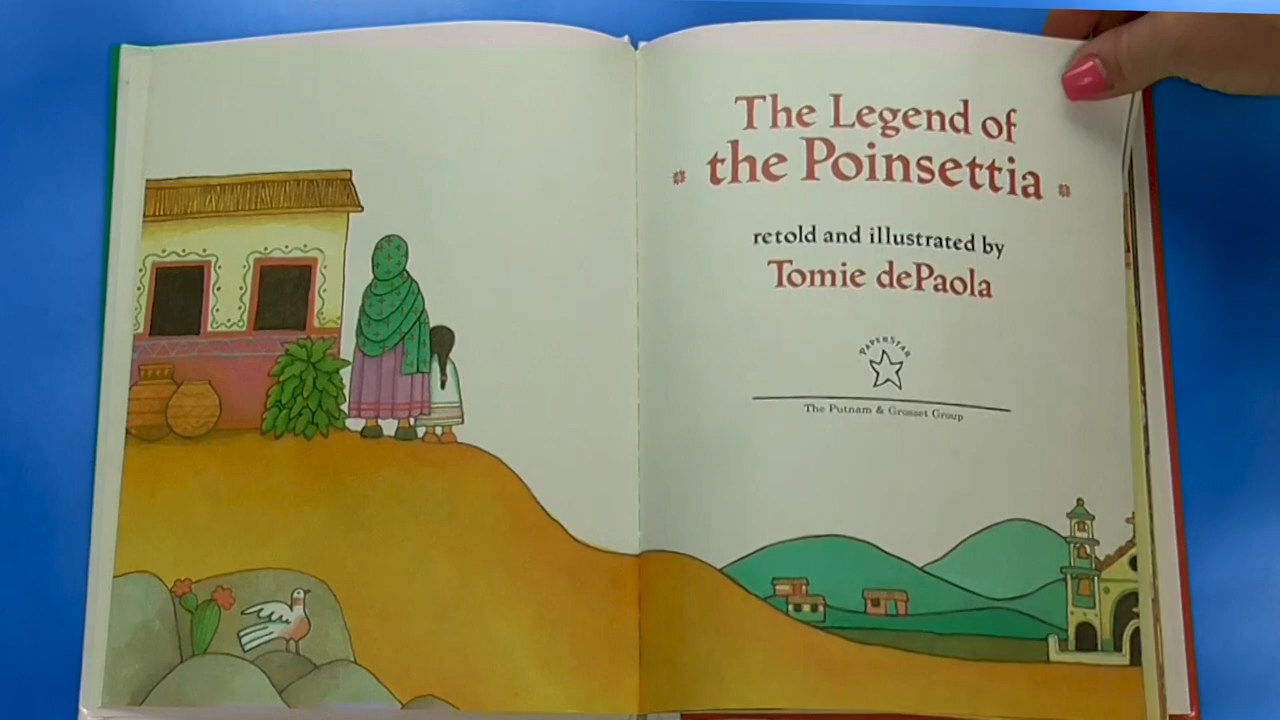 The Legend of
the Poinsettia
retold and illustrated by
Tomie dePaola
PAPERSTAR
The Putnam & Grosset Group